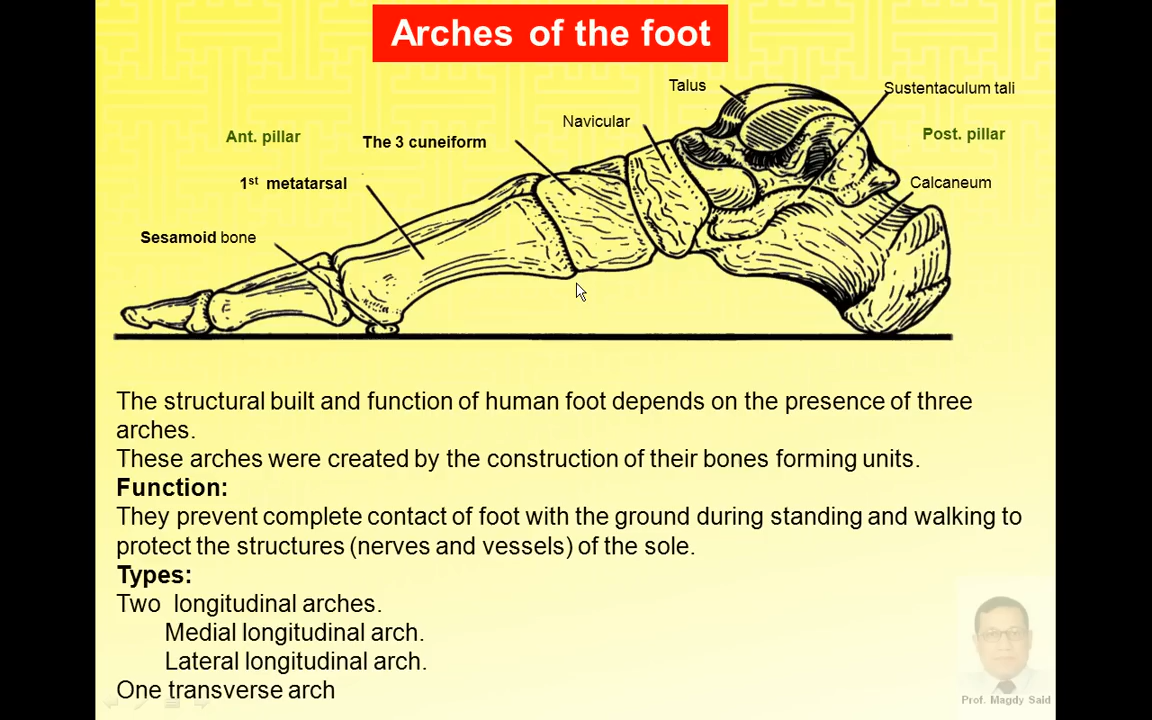 Arches of the foot
Talus
Sustentaculum tali
Navicular
Ant. pillar
The 3 cuneiform
Post. pillar
1st metatarsal
Calcaneum
Sesamoid bone
The structural built and function of human foot depends on the presence of three
arches.
These arches were created by the construction of their bones forming units.
Function:
They prevent complete contact of foot with the ground during standing and walking to
protect the structures (nerves and vessels) of the sole.
Types:
Two longitudinal arches.
Medial longitudinal arch.
Lateral longitudinal arch.
One transverse arch
Prof. Magdy Said